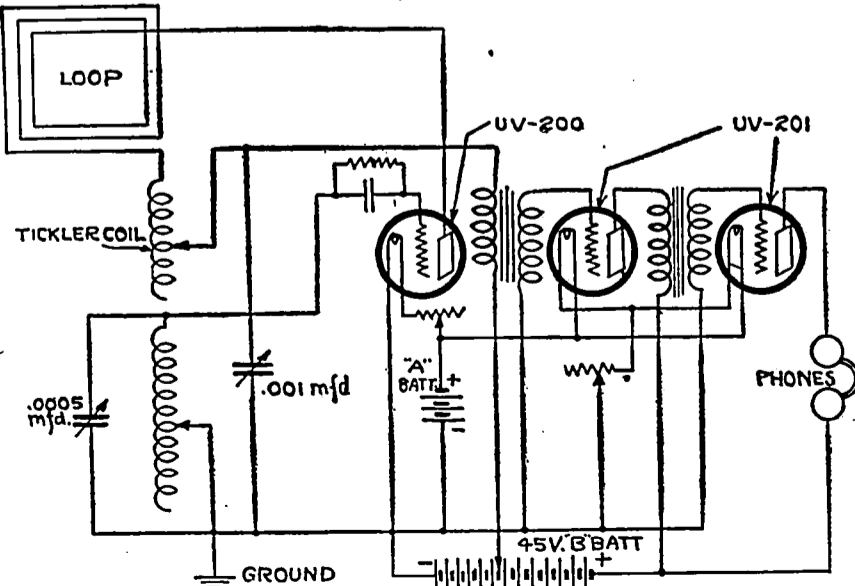 LOOP
UV-200
UV-201
TICKLER COIL
"A"
BATT.
+
-
.001 mfd
.0005
mfd.
PHONES
45V. "B" BATT
-
+
GROUND